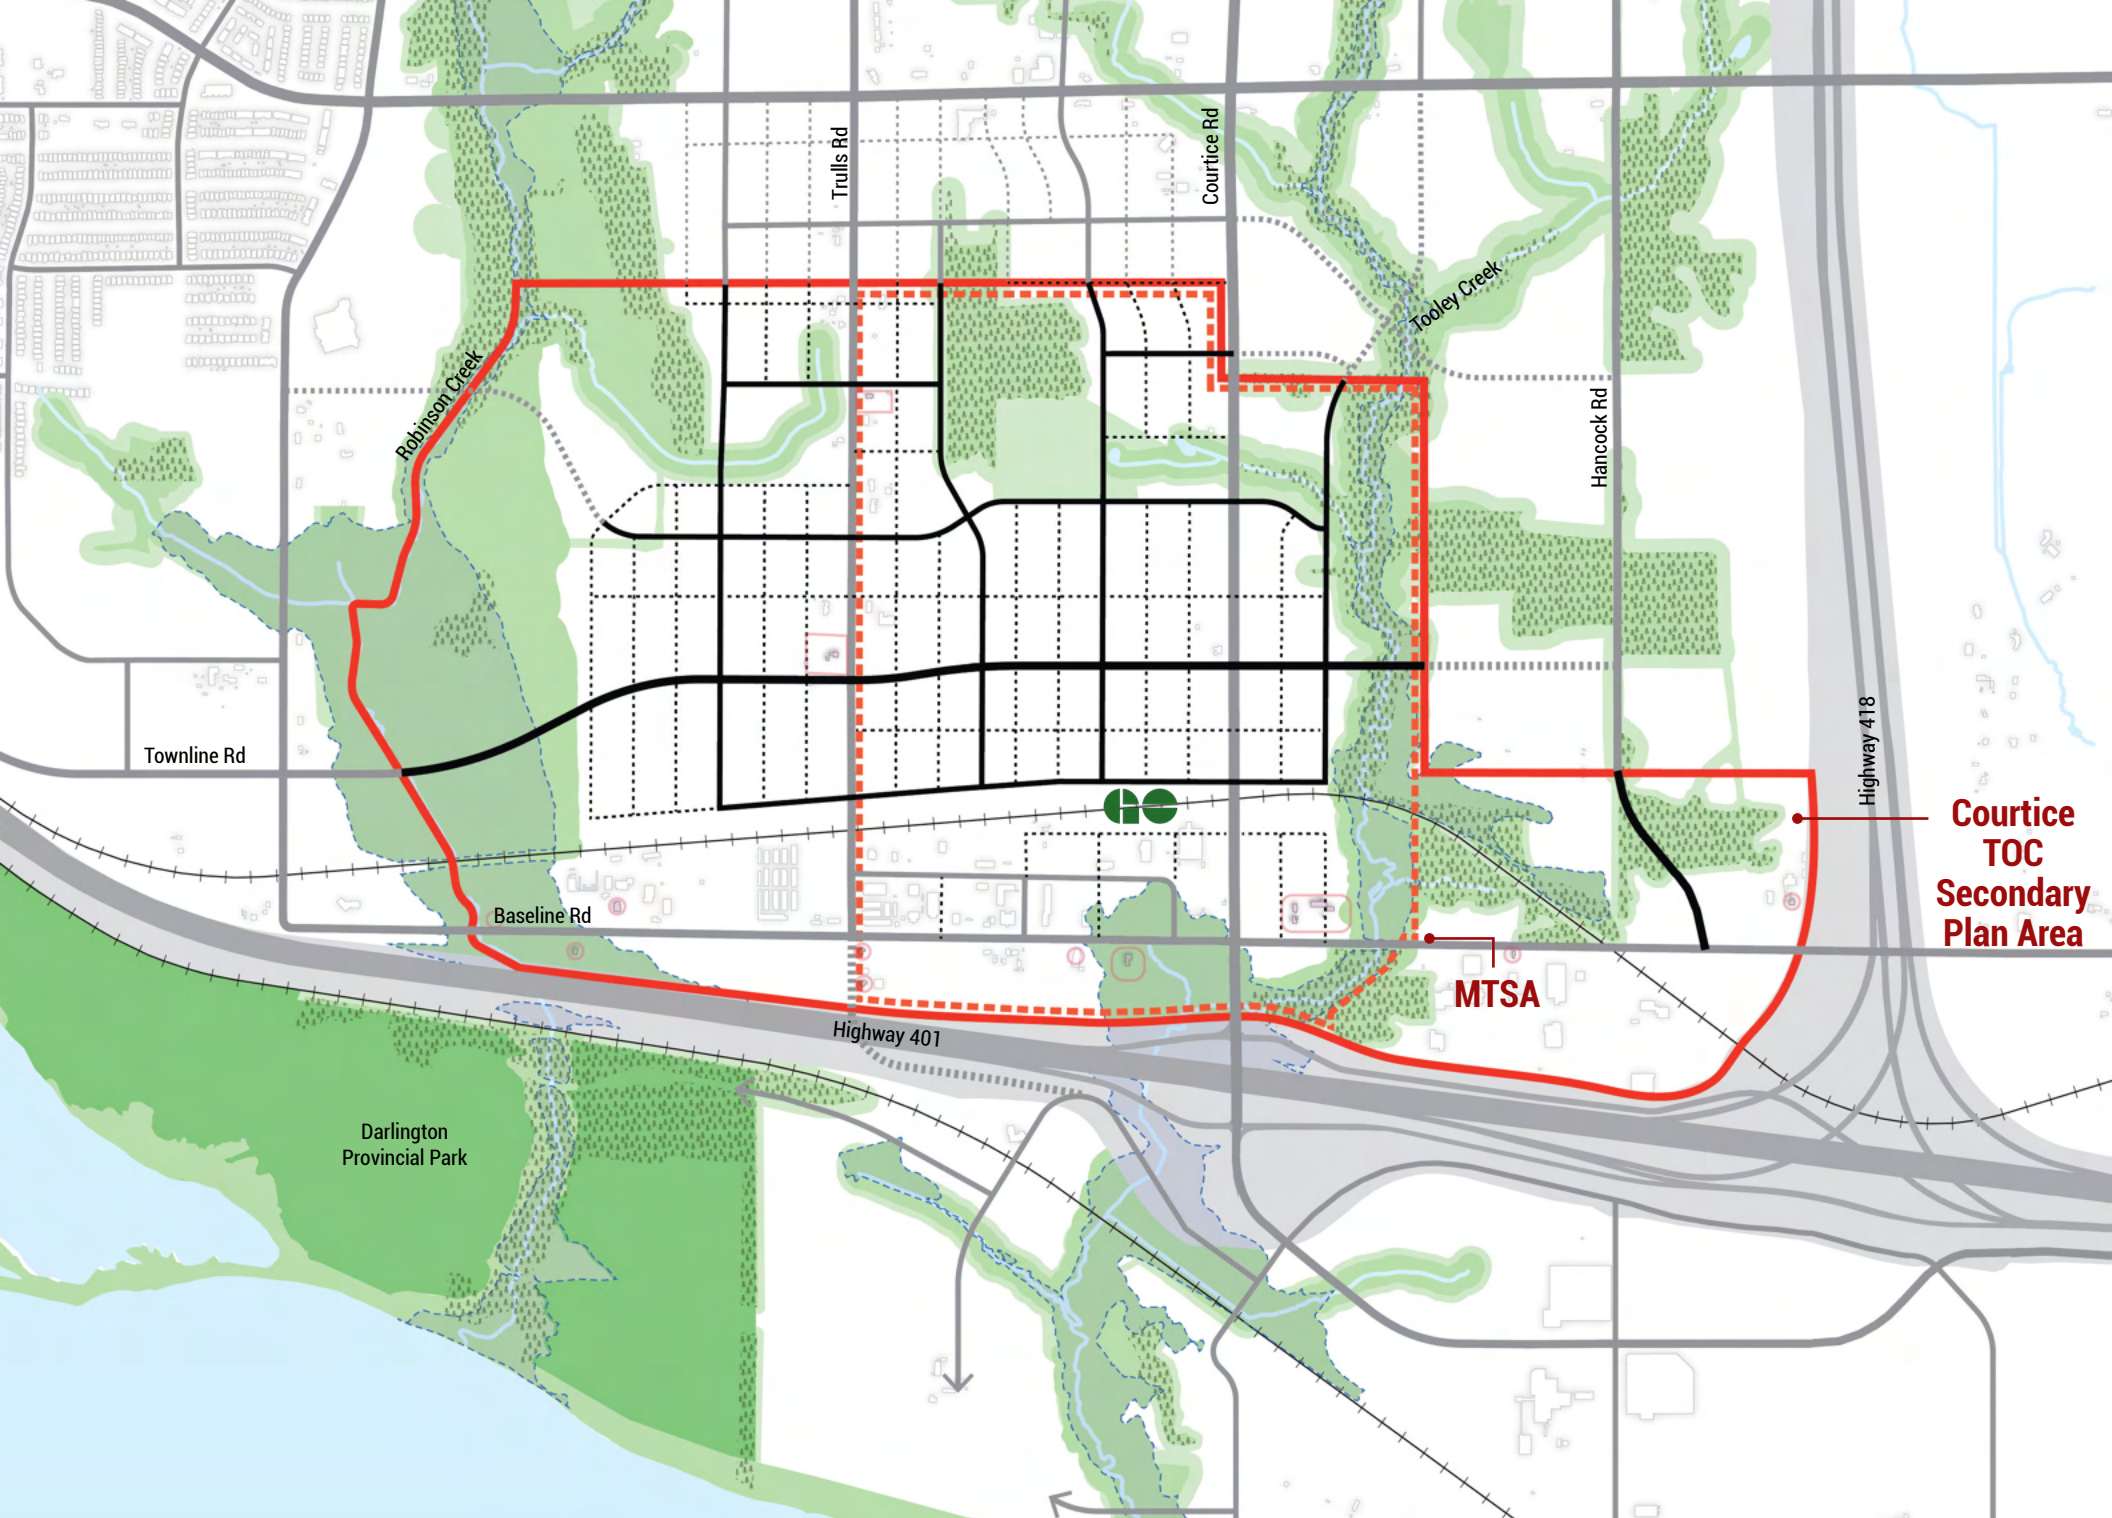 Trulls Rd
Courtice Rd
Tooley Creek
Robinson Creek
Hancock Rd
Highway 418
Townline Rd
Courtice
TOC
Secondary
Plan Area
Baseline Rd
MTSA
Highway 401
Darlington
Provincial Park
GO